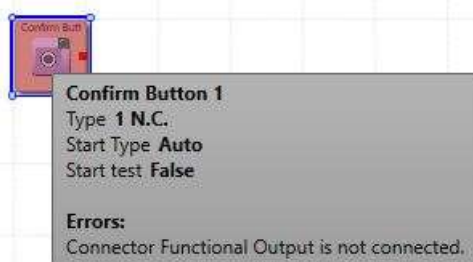 Confirm Butt
Confirm Button 1
Type 1 N.C.
Start Type Auto
Start test False
Errors:
Connector Functional Output is not connected.